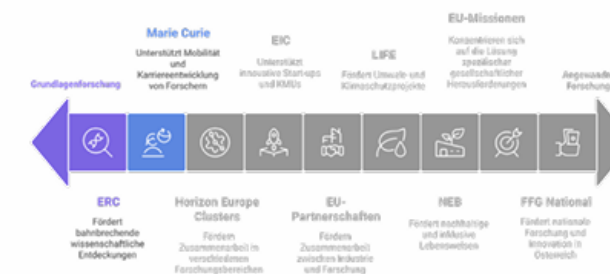 EU-Missionen
Konzentrieren sich
auf die Lösung
spezifischer
gesellschaftlicher
Herausforderungen
Marie Curie
Unterstützt Mobilität
und
Karriereentwicklung
von Forschern
EIC
Unterstützt
innovative Start-ups
und KMUs
LIFE
Fördert Umwelt- und
Klimaschutzprojekte
Grundlagenforschung
Angewandte
Forschung
ERC
Fördert
bahnbrechende
wissenschaftliche
Entdeckungen
Horizon Europe
Clusters
Fördern
Zusammenarbeit in
verschiedenen
Forschungsbereichen
EU-
Partnerschaften
Fördern
Zusammenarbeit
zwischen Industrie
und Forschung
NEB
Fördert nachhaltige
und inklusive
Lebensweisen
FFG National
Fördert nationale
Forschung und
Innovation in
Österreich